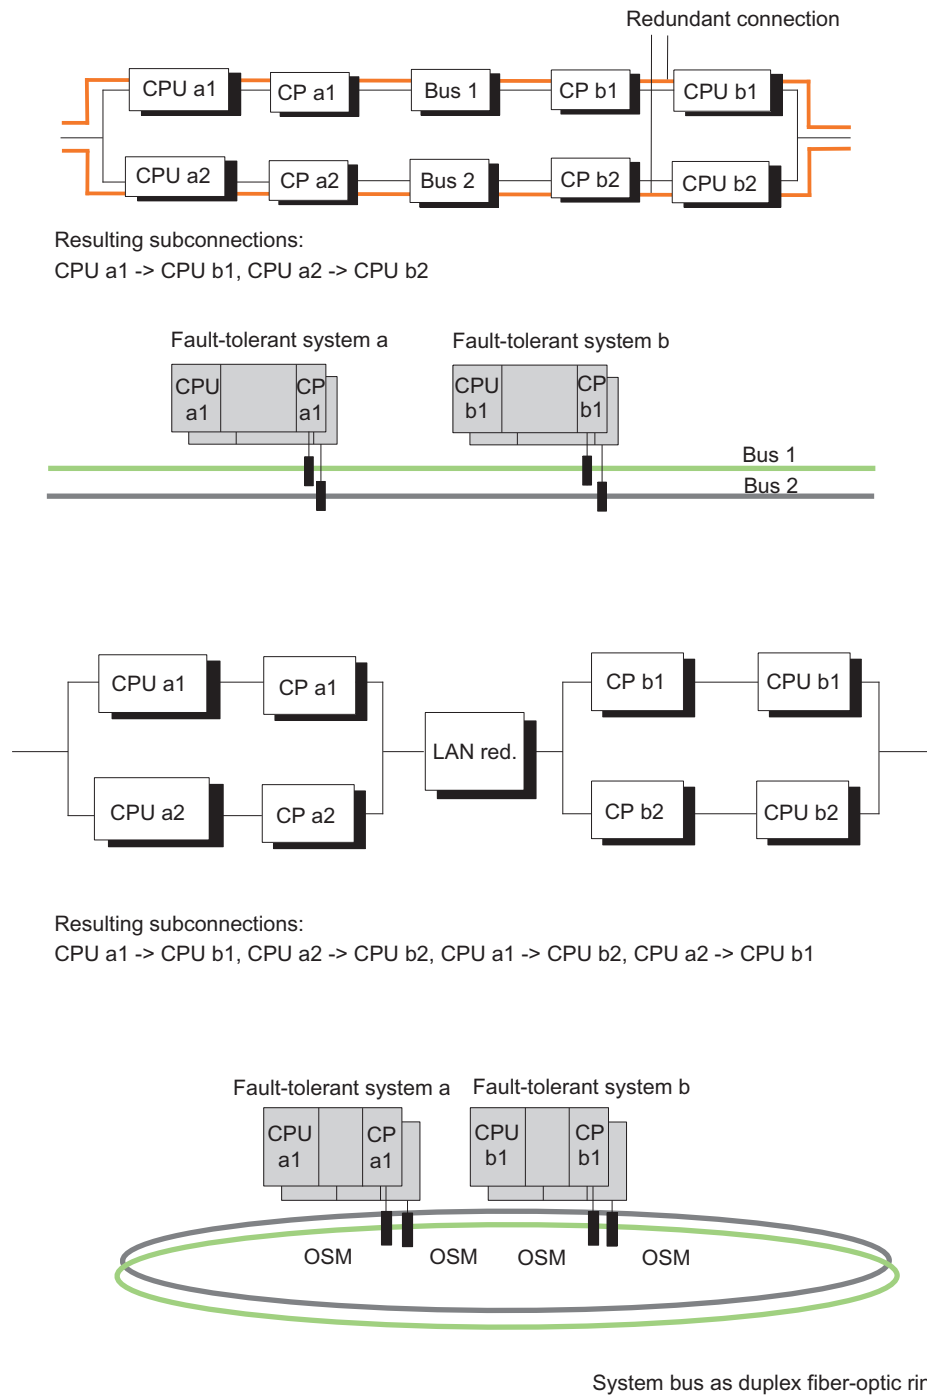 Redundant connection
CPU a1 CP a1 Bus 1 CP b1 CPU b1
CPU a2 CP a2 Bus 2 CP b2 CPU b2
Resulting subconnections:
CPU a1 -> CPU b1, CPU a2 -> CPU b2
Fault-tolerant system a Fault-tolerant system b
CPU CP CPU CP
a1 a1 b1 b1
Bus 1
Bus 2
CPU a1 CP a1 CP b1 CPU b1
LAN red.
CPU a2 CP a2 CP b2 CPU b2
Resulting subconnections:
CPU a1 -> CPU b1, CPU a2 -> CPU b2, CPU a1 -> CPU b2, CPU a2 -> CPU b1
Fault-tolerant system a Fault-tolerant system b
CPU CP CPU CP
a1 a1 b1 b1
OSM OSM OSM OSM
System bus as duplex fiber-optic rin